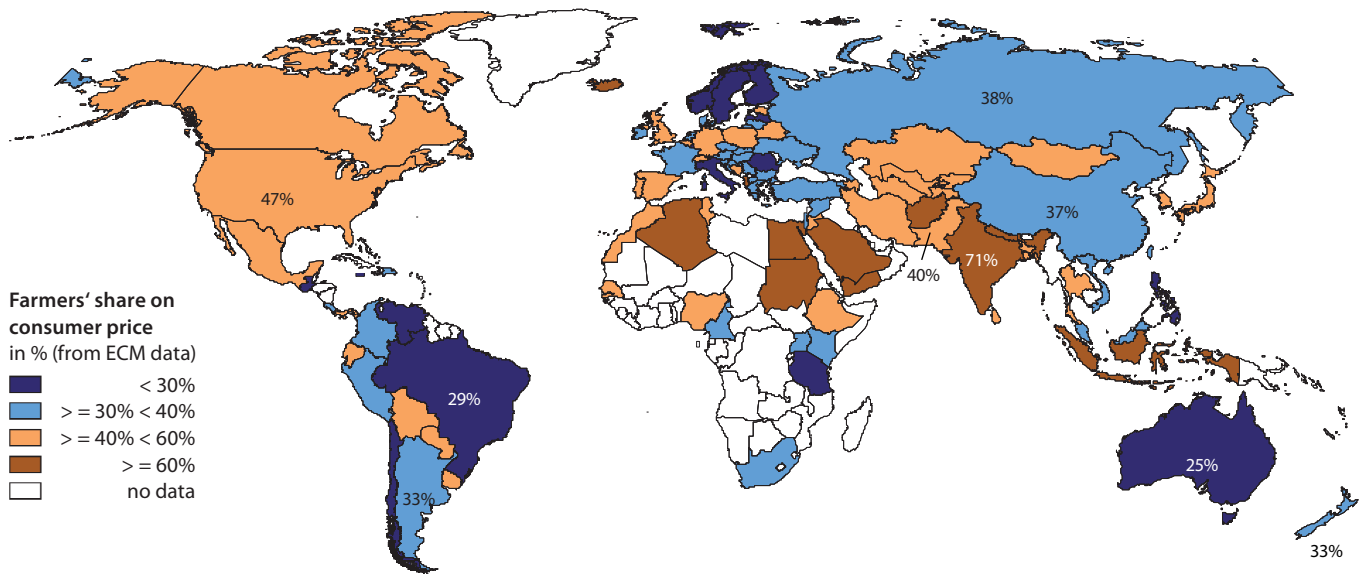 38%
47%
37%
40%
71%
Farmers‘ share on
consumer price
in % (from ECM data)
< 30%
> = 30% < 40%
> = 40% < 60%
> = 60%
no data
29%
33%
25%
33%